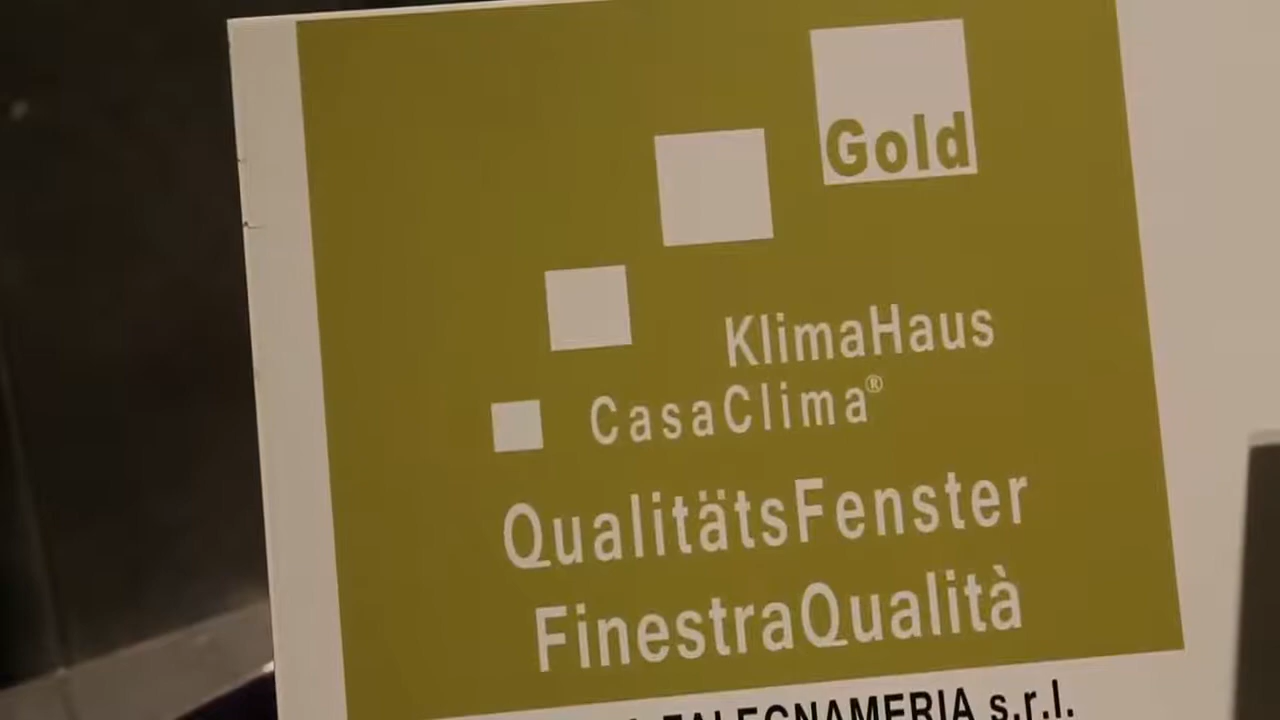 Gold
KlimaHaus
CasaClima®
QualitätsFenster
FinestraQualità
FALEGNAMERIA s.r.l.